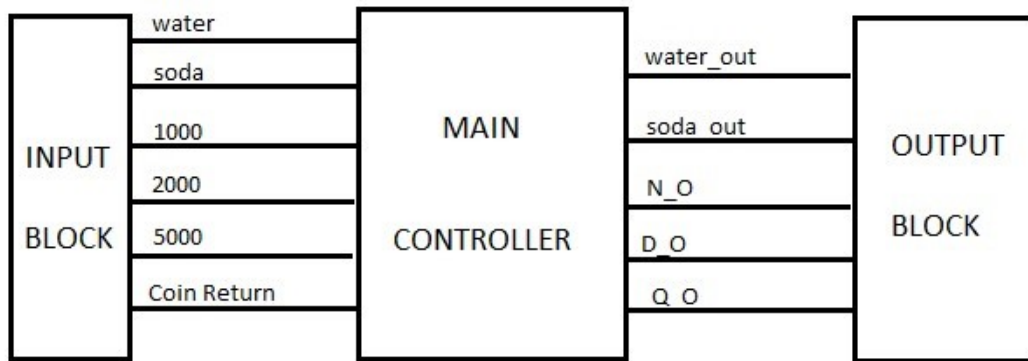 INPUT
BLOCK
water
soda
1000
2000
5000
Coin Return
MAIN
CONTROLLER
water_out
soda_out
N_O
D_O
Q_O
OUTPUT
BLOCK